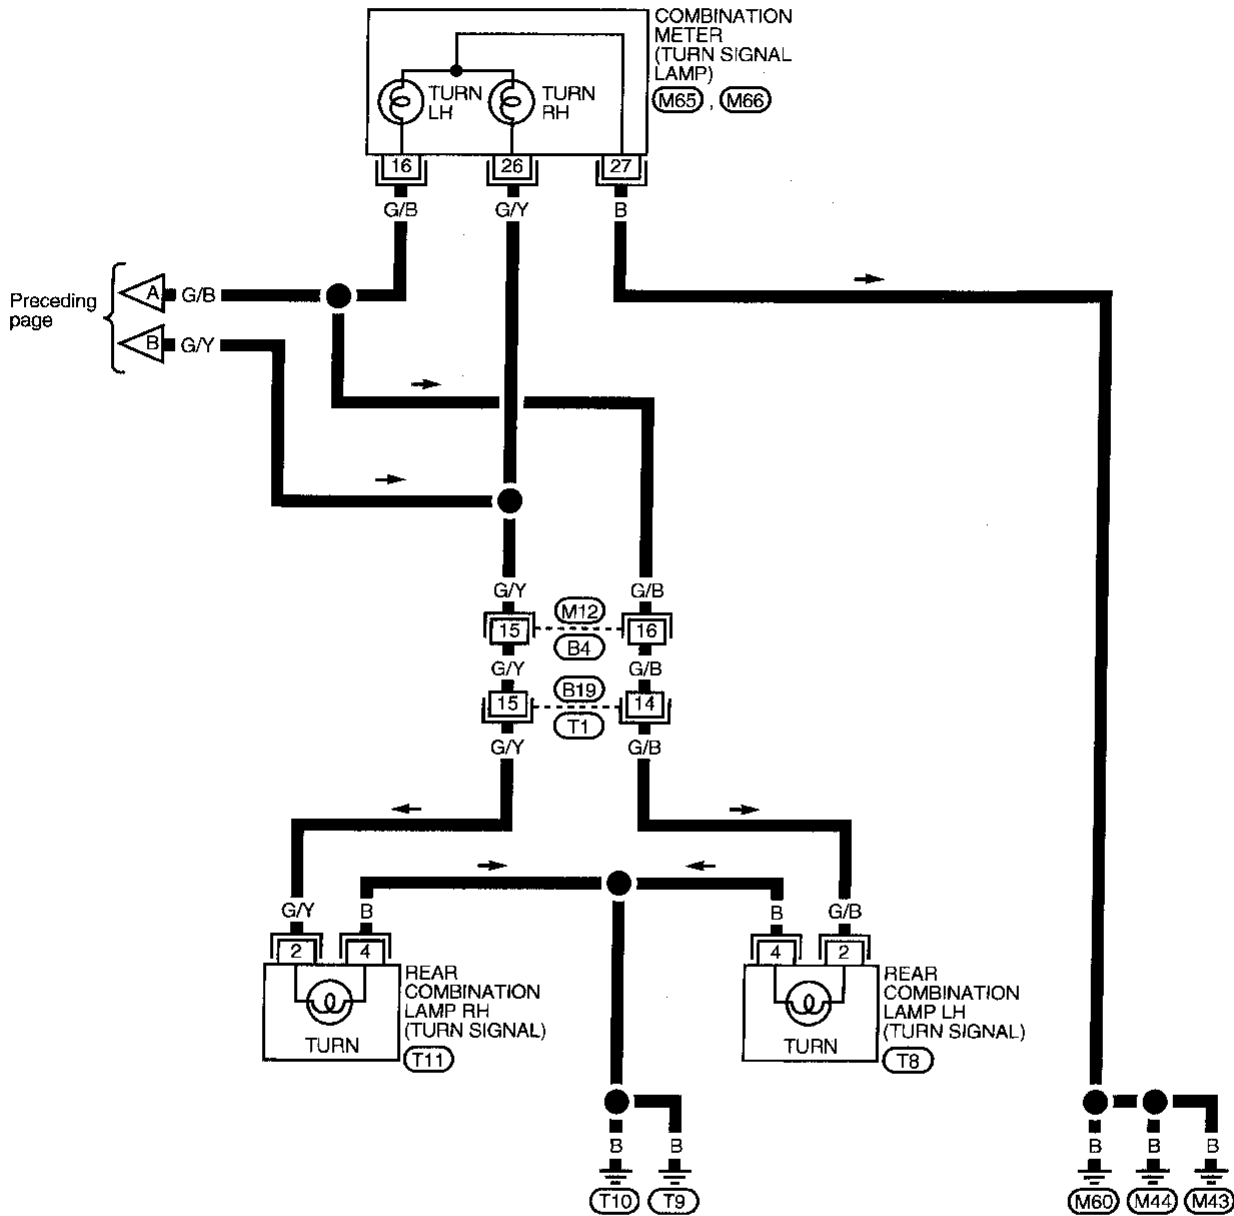 COMBINATION
METER
(TURN SIGNAL
LAMP)
M65 , M66
TURN
LH
TURN
RH
16
26
27
G/B
G/Y
B
Preceding
page
A
G/B
B
G/Y
G/Y
G/B
15
M12
16
B4
G/Y
G/B
15
B19
14
T1
G/Y
G/B
G/Y
B
B
G/B
2
4
4
2
TURN
REAR
COMBINATION
LAMP RH
(TURN SIGNAL)
T11
TURN
REAR
COMBINATION
LAMP LH
(TURN SIGNAL)
T8
B
B
B
B
B
T10
T9
M60
M44
M43